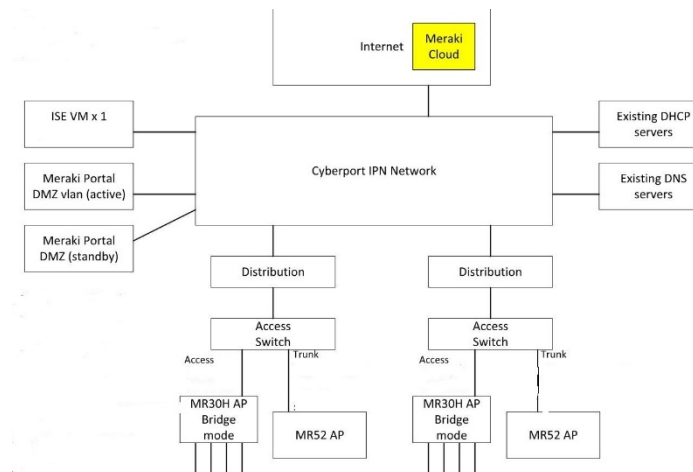 Internet
Meraki
Cloud
ISE VM x 1
Existing DHCP
servers
Cyberport IPN Network
Meraki Portal
DMZ vlan (active)
Existing DNS
servers
Meraki Portal
DMZ (standby)
Distribution
Distribution
Access
Switch
Access
Switch
Access
Trunk
Access
Trunk
MR30H AP
Bridge
mode
MR52 AP
MR30H AP
Bridge
mode
MR52 AP